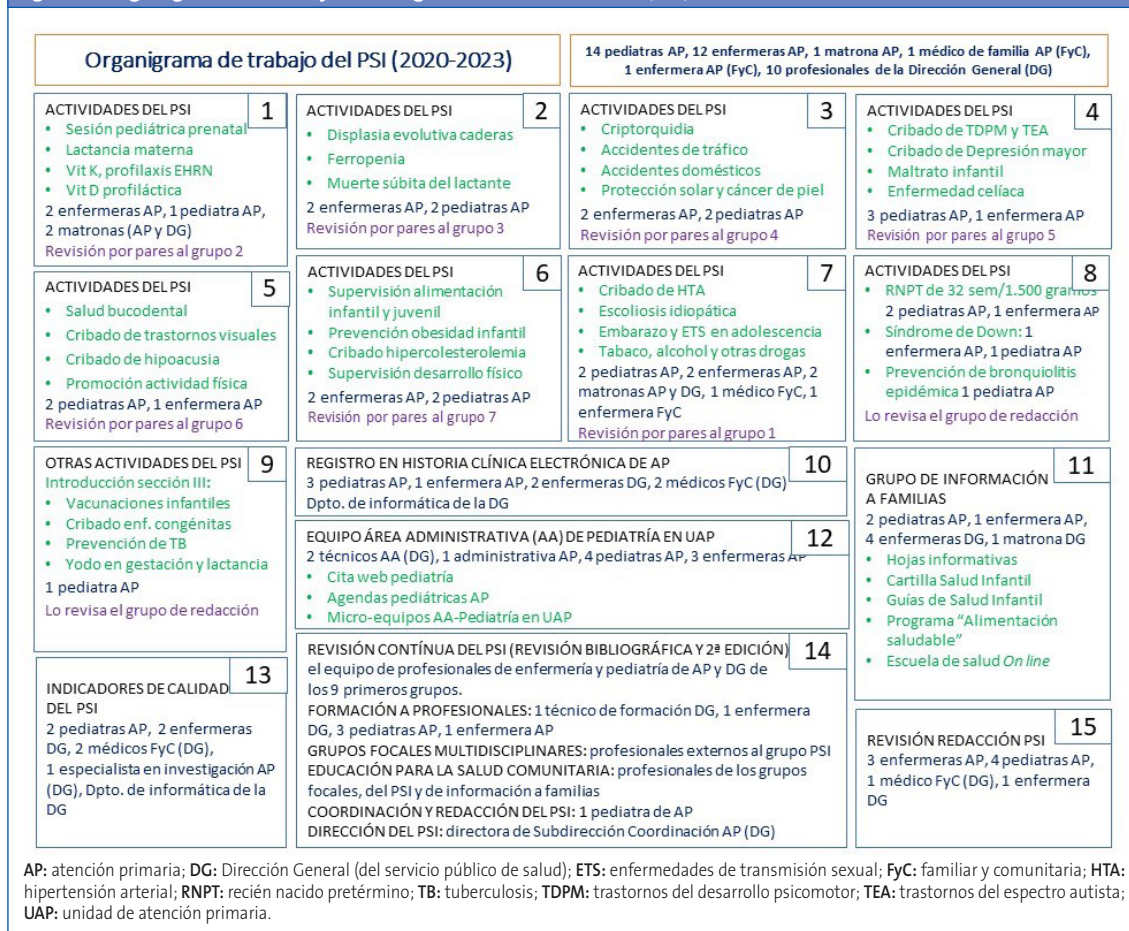 Organigrama de trabajo del PSI (2020-2023)
14 pediatras AP, 12 enfermeras AP, 1 matrona AP, 1 médico de familia AP (FyC),
1 enfermera AP (FyC), 10 profesionales de la Dirección General (DG)
1
ACTIVIDADES DEL PSI
• Sesión pediátrica prenatal
• Lactancia materna
• Vit K, profilaxis EHRN
• Vit D profiláctica
2 enfermeras AP, 1 pediatra AP,
2 matronas (AP y DG)
Revisión por pares al grupo 2
2
ACTIVIDADES DEL PSI
• Displasia evolutiva caderas
• Ferropenia
• Muerte súbita del lactante
2 enfermeras AP, 2 pediatras AP
Revisión por pares al grupo 3
3
ACTIVIDADES DEL PSI
• Criptorquidia
• Accidentes de tráfico
• Accidentes domésticos
• Protección solar y cáncer de piel
2 enfermeras AP, 2 pediatras AP
Revisión por pares al grupo 4
4
ACTIVIDADES DEL PSI
• Cribado de TDPM y TEA
• Cribado de Depresión mayor
• Maltrato infantil
• Enfermedad celíaca
3 pediatras AP, 1 enfermera AP
Revisión por pares al grupo 5
5
ACTIVIDADES DEL PSI
• Salud bucodental
• Cribado de trastornos visuales
• Cribado de hipoacusia
• Promoción actividad física
2 pediatras AP, 1 enfermera AP
Revisión por pares al grupo 6
6
ACTIVIDADES DEL PSI
• Supervisión alimentación
infantil y juvenil
• Prevención obesidad infantil
• Cribado hipercolesterolemia
• Supervisión desarrollo físico
2 enfermeras AP, 2 pediatras AP
Revisión por pares al grupo 7
7
ACTIVIDADES DEL PSI
• Cribado de HTA
• Escoliosis idiopática
• Embarazo y ETS en adolescencia
• Tabaco, alcohol y otras drogas
2 pediatras AP, 2 enfermeras AP, 2
matronas AP y DG, 1 médico FyC, 1
enfermera FyC
Revisión por pares al grupo 1
8
ACTIVIDADES DEL PSI
• RNPT de 32 sem/1.500 gramos
2 pediatras AP, 1 enfermera AP
• Síndrome de Down: 1
enfermera AP, 1 pediatra AP
• Prevención de bronquiolitis
epidémica 1 pediatra AP
Lo revisa el grupo de redacción
9
OTRAS ACTIVIDADES DEL PSI
Introducción sección III:
• Vacunaciones infantiles
• Cribado enf. congénitas
• Prevención de TB
• Yodo en gestación y lactancia
1 pediatra AP
Lo revisa el grupo de redacción
10
REGISTRO EN HISTORIA CLÍNICA ELECTRÓNICA DE AP
3 pediatras AP, 1 enfermera AP, 2 enfermeras DG, 2 médicos FyC (DG)
Dpto. de informática de la DG
11
GRUPO DE INFORMACIÓN
A FAMILIAS
2 pediatras AP, 1 enfermera AP,
4 enfermeras DG, 1 matrona DG
• Hojas informativas
• Cartilla Salud Infantil
• Guías de Salud Infantil
• Programa “Alimentación
saludable”
• Escuela de salud On line
12
EQUIPO ÁREA ADMINISTRATIVA (AA) DE PEDIATRÍA EN UAP
2 técnicos AA (DG), 1 administrativa AP, 4 pediatras AP, 3 enfermeras AP
• Cita web pediatría
• Agendas pediátricas AP
• Micro-equipos AA-Pediatría en UAP
13
INDICADORES DE CALIDAD
DEL PSI
2 pediatras AP, 2 enfermeras
DG, 2 médicos FyC (DG),
1 especialista en investigación AP
(DG), Dpto. de informática de la
DG
14
REVISIÓN CONTÍNUA DEL PSI (REVISIÓN BIBLIOGRÁFICA Y 2ª EDICIÓN)
el equipo de profesionales de enfermería y pediatría de AP y DG de
los 9 primeros grupos.
FORMACIÓN A PROFESIONALES: 1 técnico de formación DG, 1 enfermera
DG, 3 pediatras AP, 1 enfermera AP
GRUPOS FOCALES MULTIDISCIPLINARES: profesionales externos al grupo PSI
EDUCACIÓN PARA LA SALUD COMUNITARIA: profesionales de los grupos
focales, del PSI y de información a familias
COORDINACIÓN Y REDACCIÓN DEL PSI: 1 pediatra de AP
DIRECCIÓN DEL PSI: directora de Subdirección Coordinación AP (DG)
15
REVISIÓN REDACCIÓN PSI
3 enfermeras AP, 4 pediatras AP,
1 médico FyC (DG), 1 enfermera
DG
AP: atención primaria; DG: Dirección General (del servicio público de salud); ETS: enfermedades de transmisión sexual; FyC: familiar y comunitaria; HTA:
hipertensión arterial; RNPT: recién nacido pretérmino; TB: tuberculosis; TDPM: trastornos del desarrollo psicomotor; TEA: trastornos del espectro autista;
UAP: unidad de atención primaria.